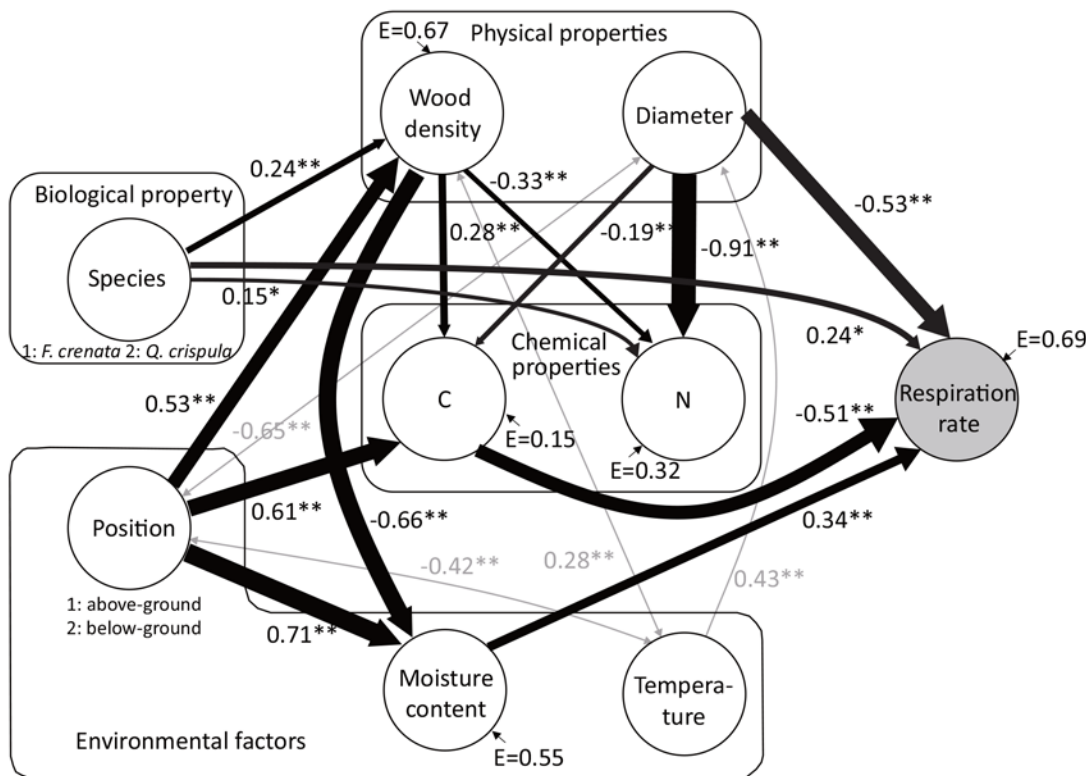 E=0.67
Physical properties
Wood
density
Diameter
0.24**
-0.33**
Biological property
-0.53**
0.28**
-0.19**
-0.91**
Species
0.15*
Chemical
properties
0.24*
E=0.69
1: F. crenata 2: Q. crispula
C
N
Respiration
rate
0.53**
-0.65**
E=0.15
-0.51**
E=0.32
Position
0.61**
-0.66**
0.34**
-0.42**
0.28**
0.43**
1: above-ground
2: below-ground
0.71**
Moisture
content
Tempera-
ture
Environmental factors
E=0.55